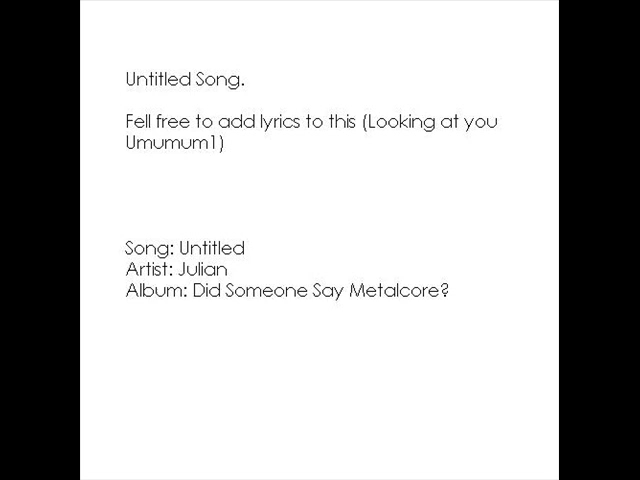 Untitled Song.
Fell free to add lyrics to this (Looking at you
Umumum1)
Song: Untitled
Artist: Julian
Album: Did Someone Say Metalcore?